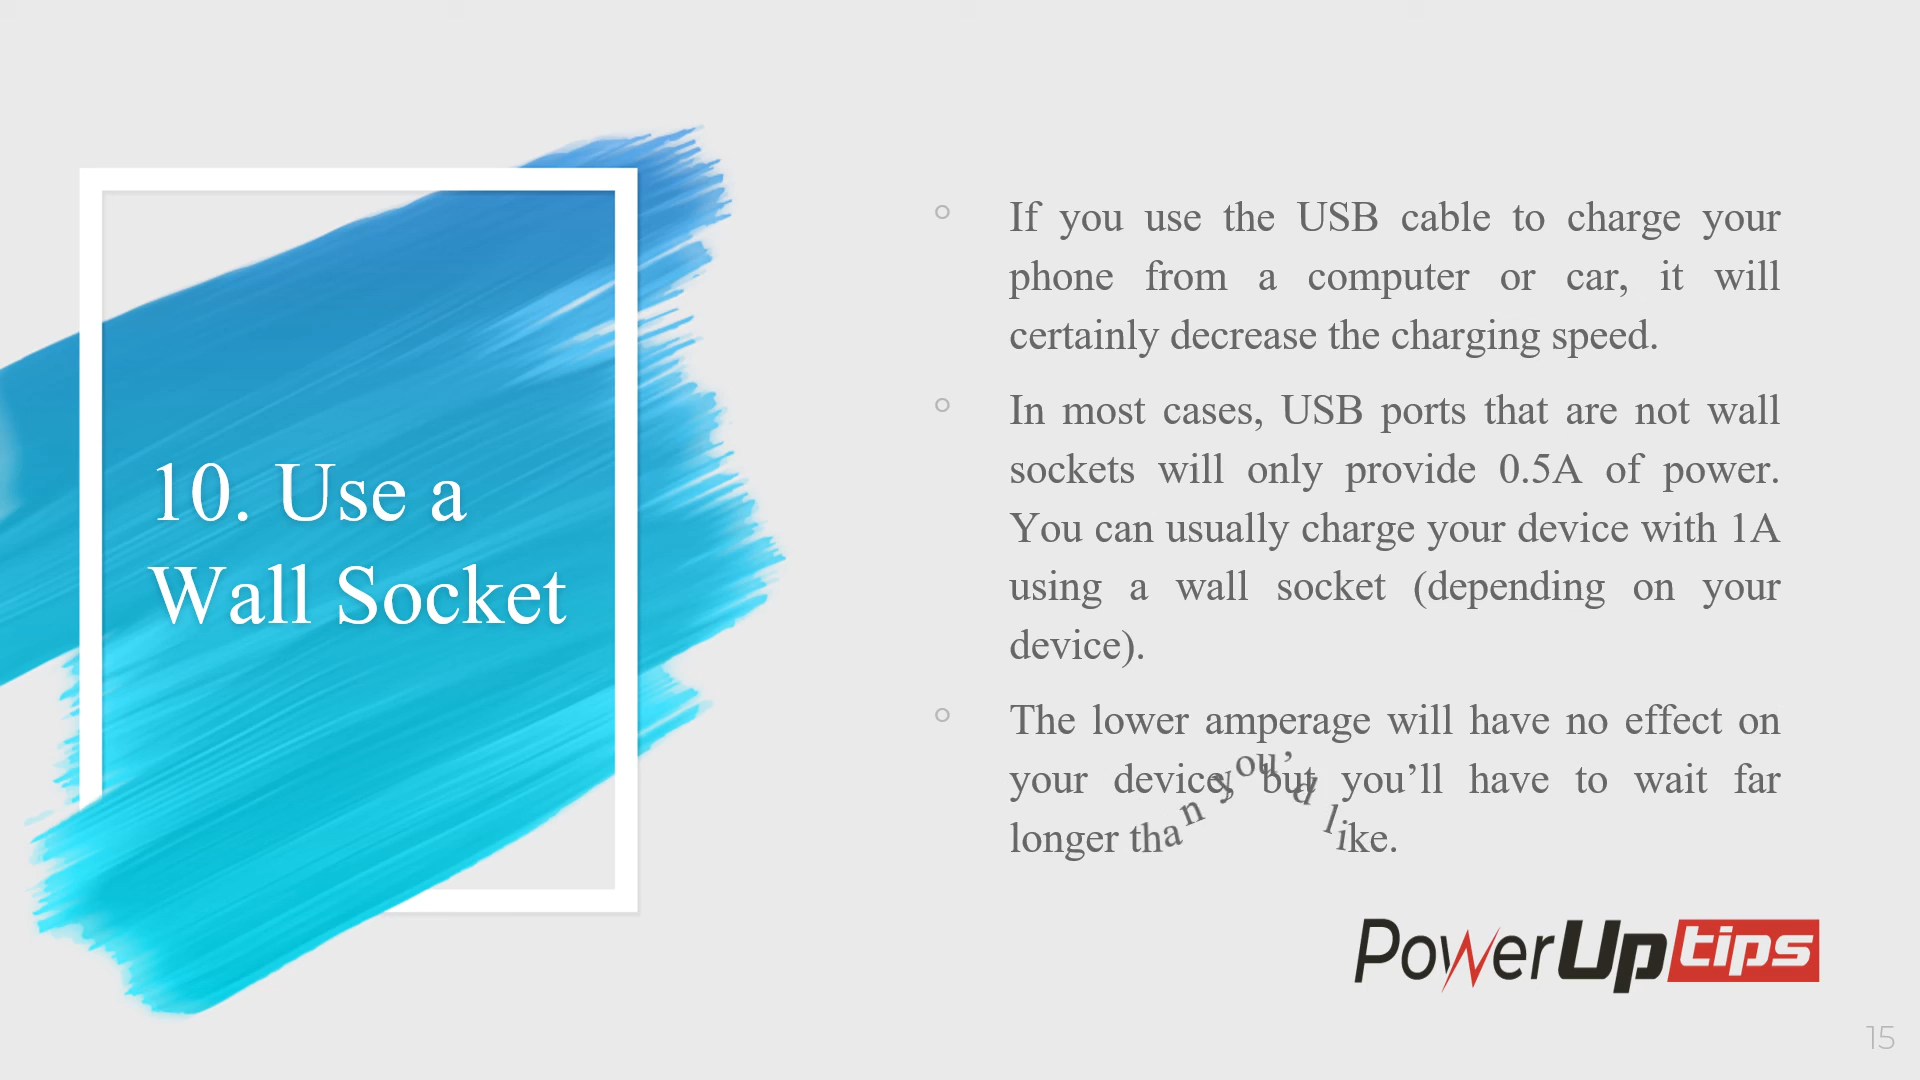 10. Use a
Wall Socket
If you use the USB cable to charge your
phone from a computer or car, it will
certainly decrease the charging speed.
In most cases, USB ports that are not wall
sockets will only provide 0.5A of power.
You can usually charge your device with 1A
using a wall socket (depending on your
device).
The lower amperage will have no effect on
your device, but you’ll have to wait far
longer than you’d like.
PowerUp tips
15